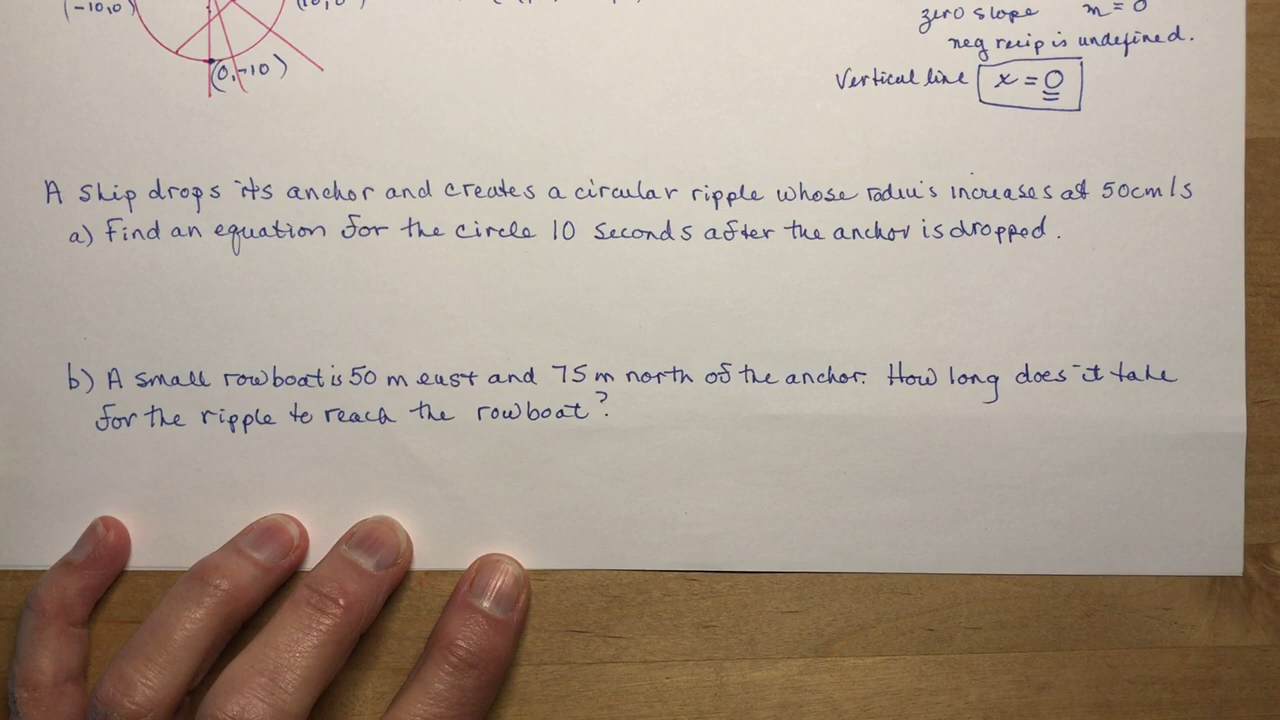 (-10,0)
zero slope m = 0
neg recip is undefined.
(0,-10)
Vertical line x = 0
A ship drops its anchor and creates a circular ripple whose radius increases at 50cm/s
a) Find an equation for the circle 10 seconds after the anchor is dropped.
b) A small rowboat is 50 m east and 75 m north of the anchor. How long does it take
for the ripple to reach the rowboat?